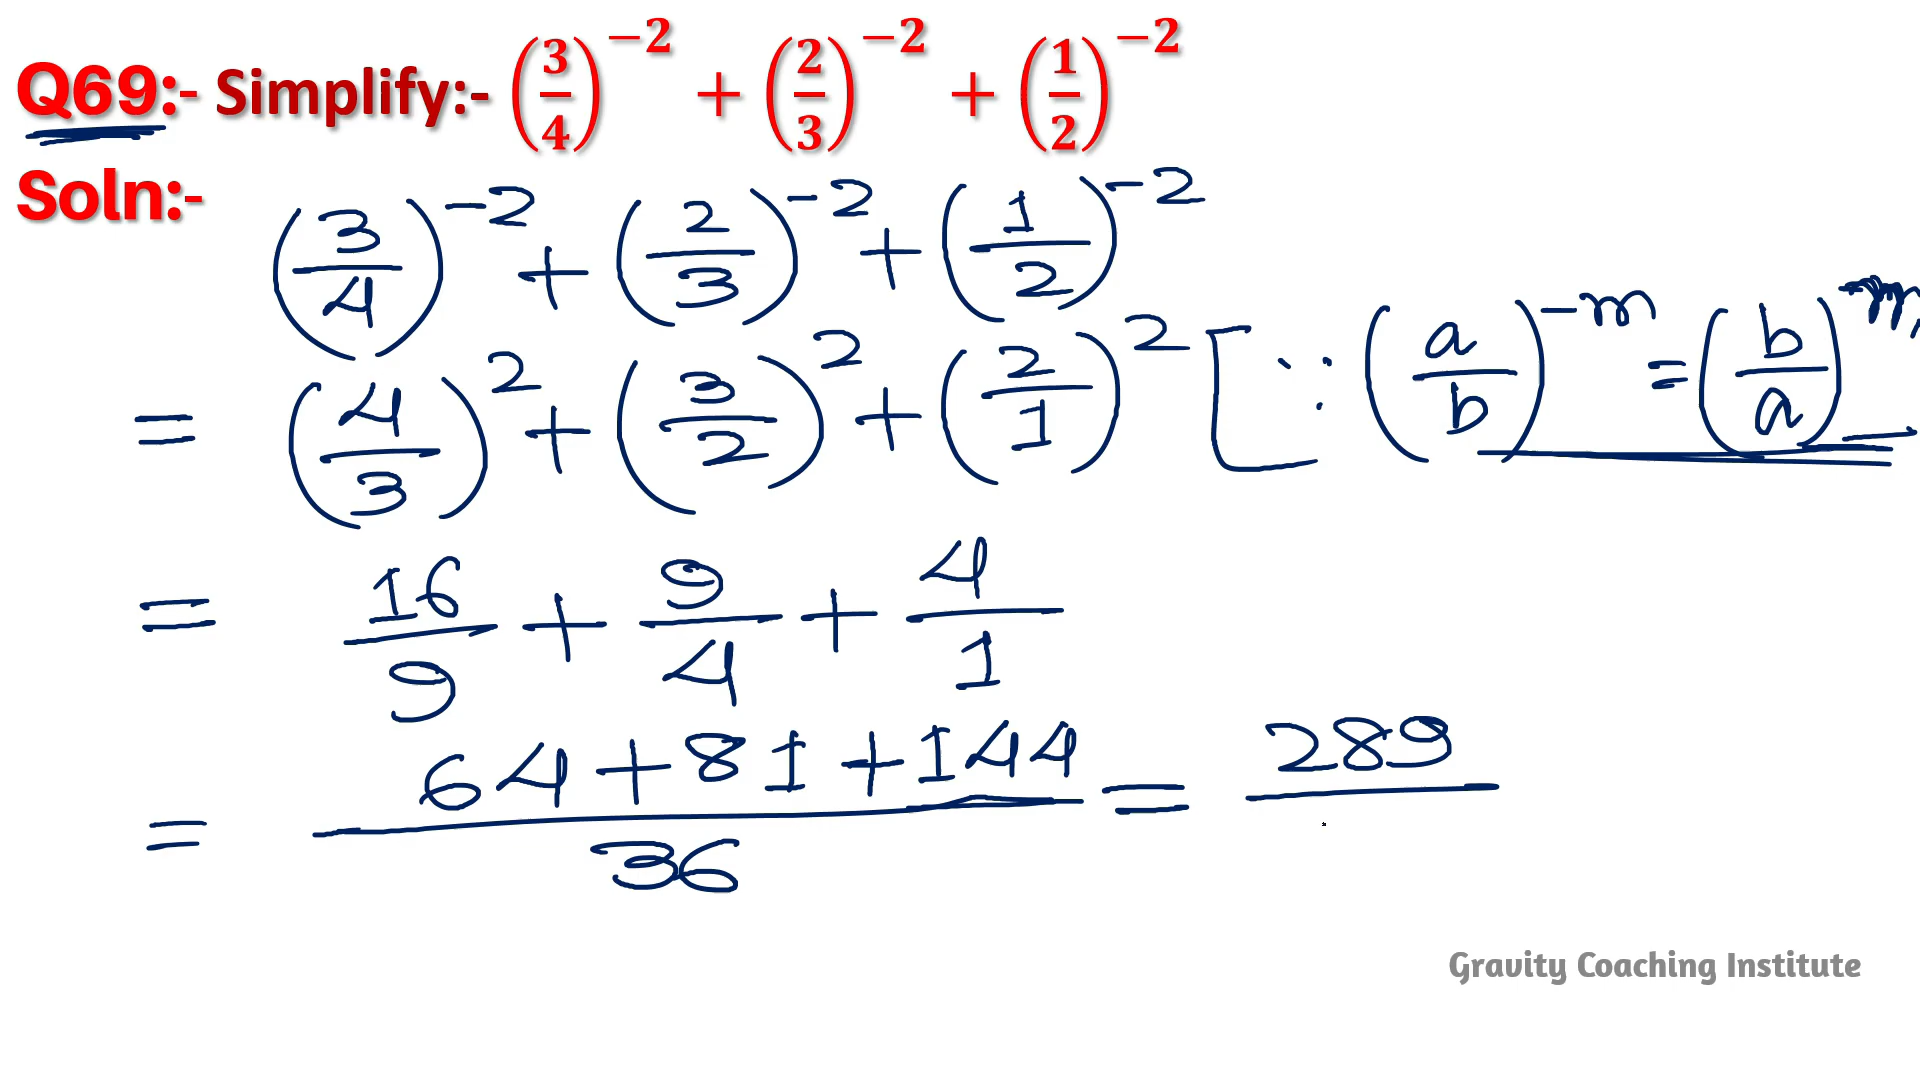 Q69:- Simplify:- (3/4)^−2 + (2/3)^−2 + (1/2)^−2
Soln:-
(3/4)^−2 + (2/3)^−2 + (1/2)^−2
= (4/3)^2 + (3/2)^2 + (2/1)^2 [∵ (a/b)^−m = (b/a)^m
= 16/9 + 9/4 + 4/1
= (64+81+144)/36 = 289/
Gravity Coaching Institute